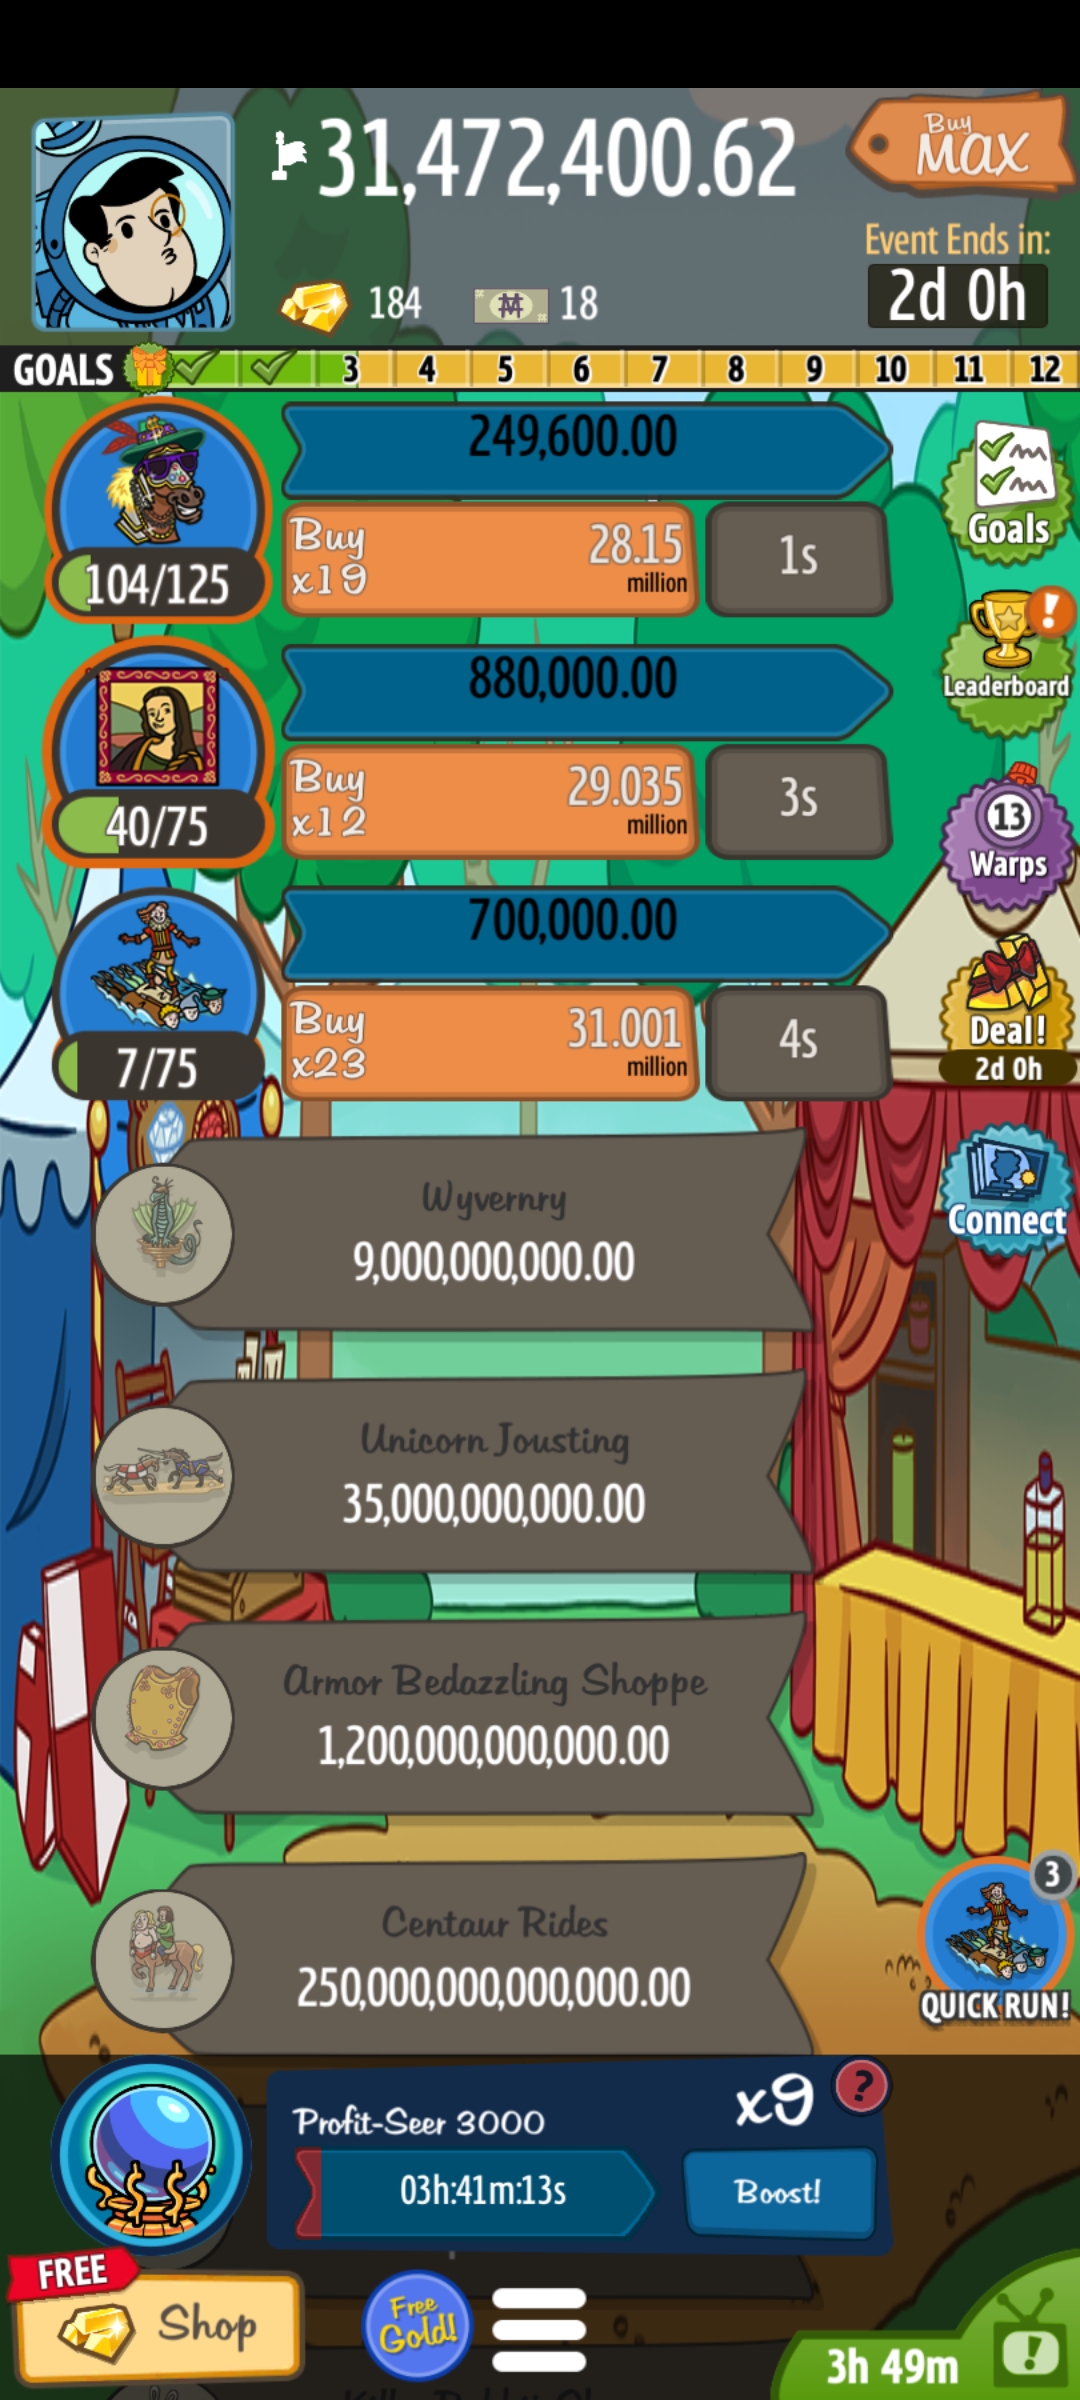 31,472,400.62
Buy
MAX
Event Ends in:
2d 0h
184
18
GOALS
3 4 5 6 7 8 9 10 11 12
249,600.00
Buy
x19
28.15
million
1s
104/125
Goals
880,000.00
Leaderboard
Buy
x12
29.035
million
3s
40/75
13
Warps
700,000.00
Buy
x23
31.001
million
4s
7/75
Deal!
2d 0h
Wyvernry
9,000,000,000.00
Connect
Unicorn Jousting
35,000,000,000.00
Armor Bedazzling Shoppe
1,200,000,000,000.00
3
Centaur Rides
250,000,000,000,000.00
QUICK RUN!
Profit-Seer 3000
x9
?
03h:41m:13s
Boost!
FREE
Shop
Free
Gold!
3h 49m